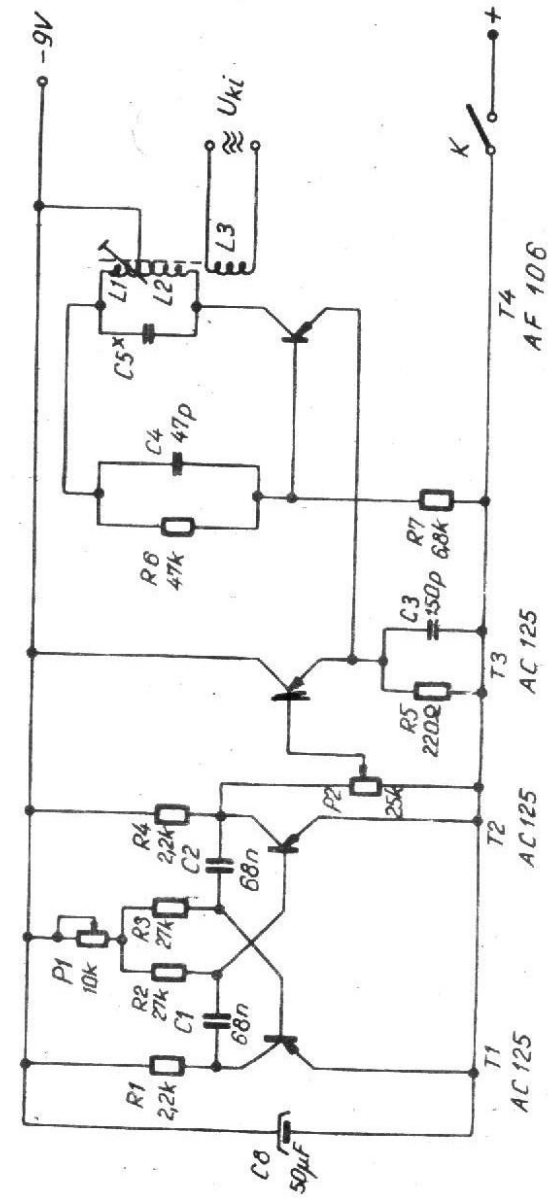 C8
50µF
R1
2,2k
C1
68n
R2
27k
P1
10k
R3
27k
R4
2,2k
C2
68n
P2
25k
R5
220Ω
C3
150p
R6
47k
C4
47p
R7
6,8k
C5ˣ
L1
L2
L3
≈ Uki
-9V
K
+
T1
AC 125
T2
AC 125
T3
AC 125
T4
AF 106